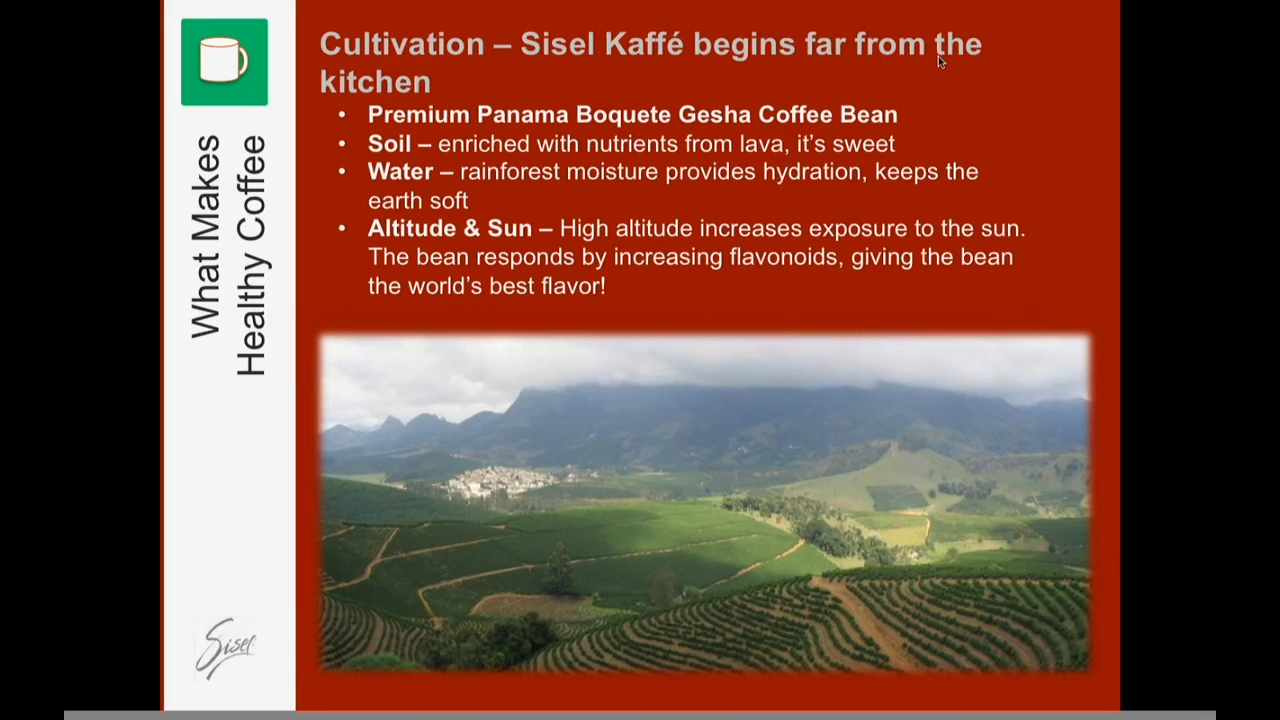 What Makes
Healthy Coffee
Cultivation – Sisel Kaffé begins far from the
kitchen
• Premium Panama Boquete Gesha Coffee Bean
• Soil – enriched with nutrients from lava, it’s sweet
• Water – rainforest moisture provides hydration, keeps the
earth soft
• Altitude & Sun – High altitude increases exposure to the sun.
The bean responds by increasing flavonoids, giving the bean
the world’s best flavor!
Sisel